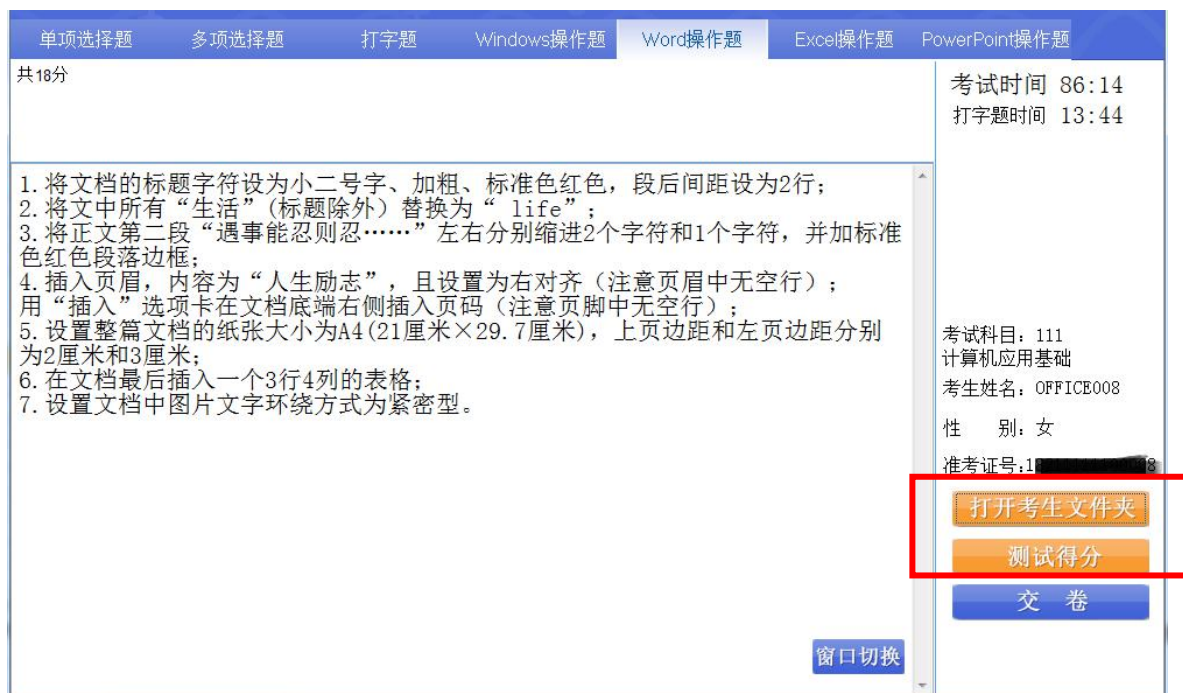 单项选择题 多项选择题 打字题 Windows操作题 Word操作题 Excel操作题 PowerPoint操作题
共18分
1.将文档的标题字符设为小二号字、加粗、标准色红色，段后间距设为2行；
2.将文中所有“生活”(标题除外）替换为“ life”；
3.将正文第二段“遇事能忍则忍……”左右分别缩进2个字符和1个字符，并加标准
色红色段落边框；
4.插入页眉，内容为“人生励志”，且设置为右对齐（注意页眉中无空行）；
用“插入”选项卡在文档底端右侧插入页码（注意页脚中无空行）；
5.设置整篇文档的纸张大小为A4(21厘米×29.7厘米)，上页边距和左页边距分别
为2厘米和3厘米；
6.在文档最后插入一个3行4列的表格；
7.设置文档中图片文字环绕方式为紧密型。
窗口切换
考试时间 86:14
打字题时间 13:44
考试科目：111
计算机应用基础
考生姓名：OFFICE008
性 别：女
准考证号:1 8
打开考生文件夹
测试得分
交 卷